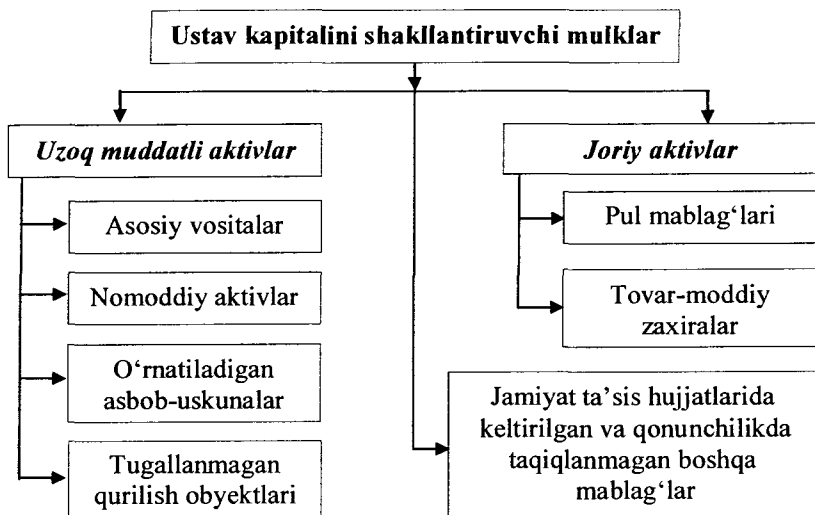 Ustav kapitalini shakllantiruvchi mulklar
Uzoq muddatli aktivlar
Asosiy vositalar
Nomoddiy aktivlar
O‘rnatiladigan
asbob-uskunalar
Tugallanmagan
qurilish obyektlari
Joriy aktivlar
Pul mablag‘lari
Tovar-moddiy
zaxiralar
Jamiyat ta’sis hujjatlarida
keltirilgan va qonunchilikda
taqiqlanmagan boshqa
mablag‘lar